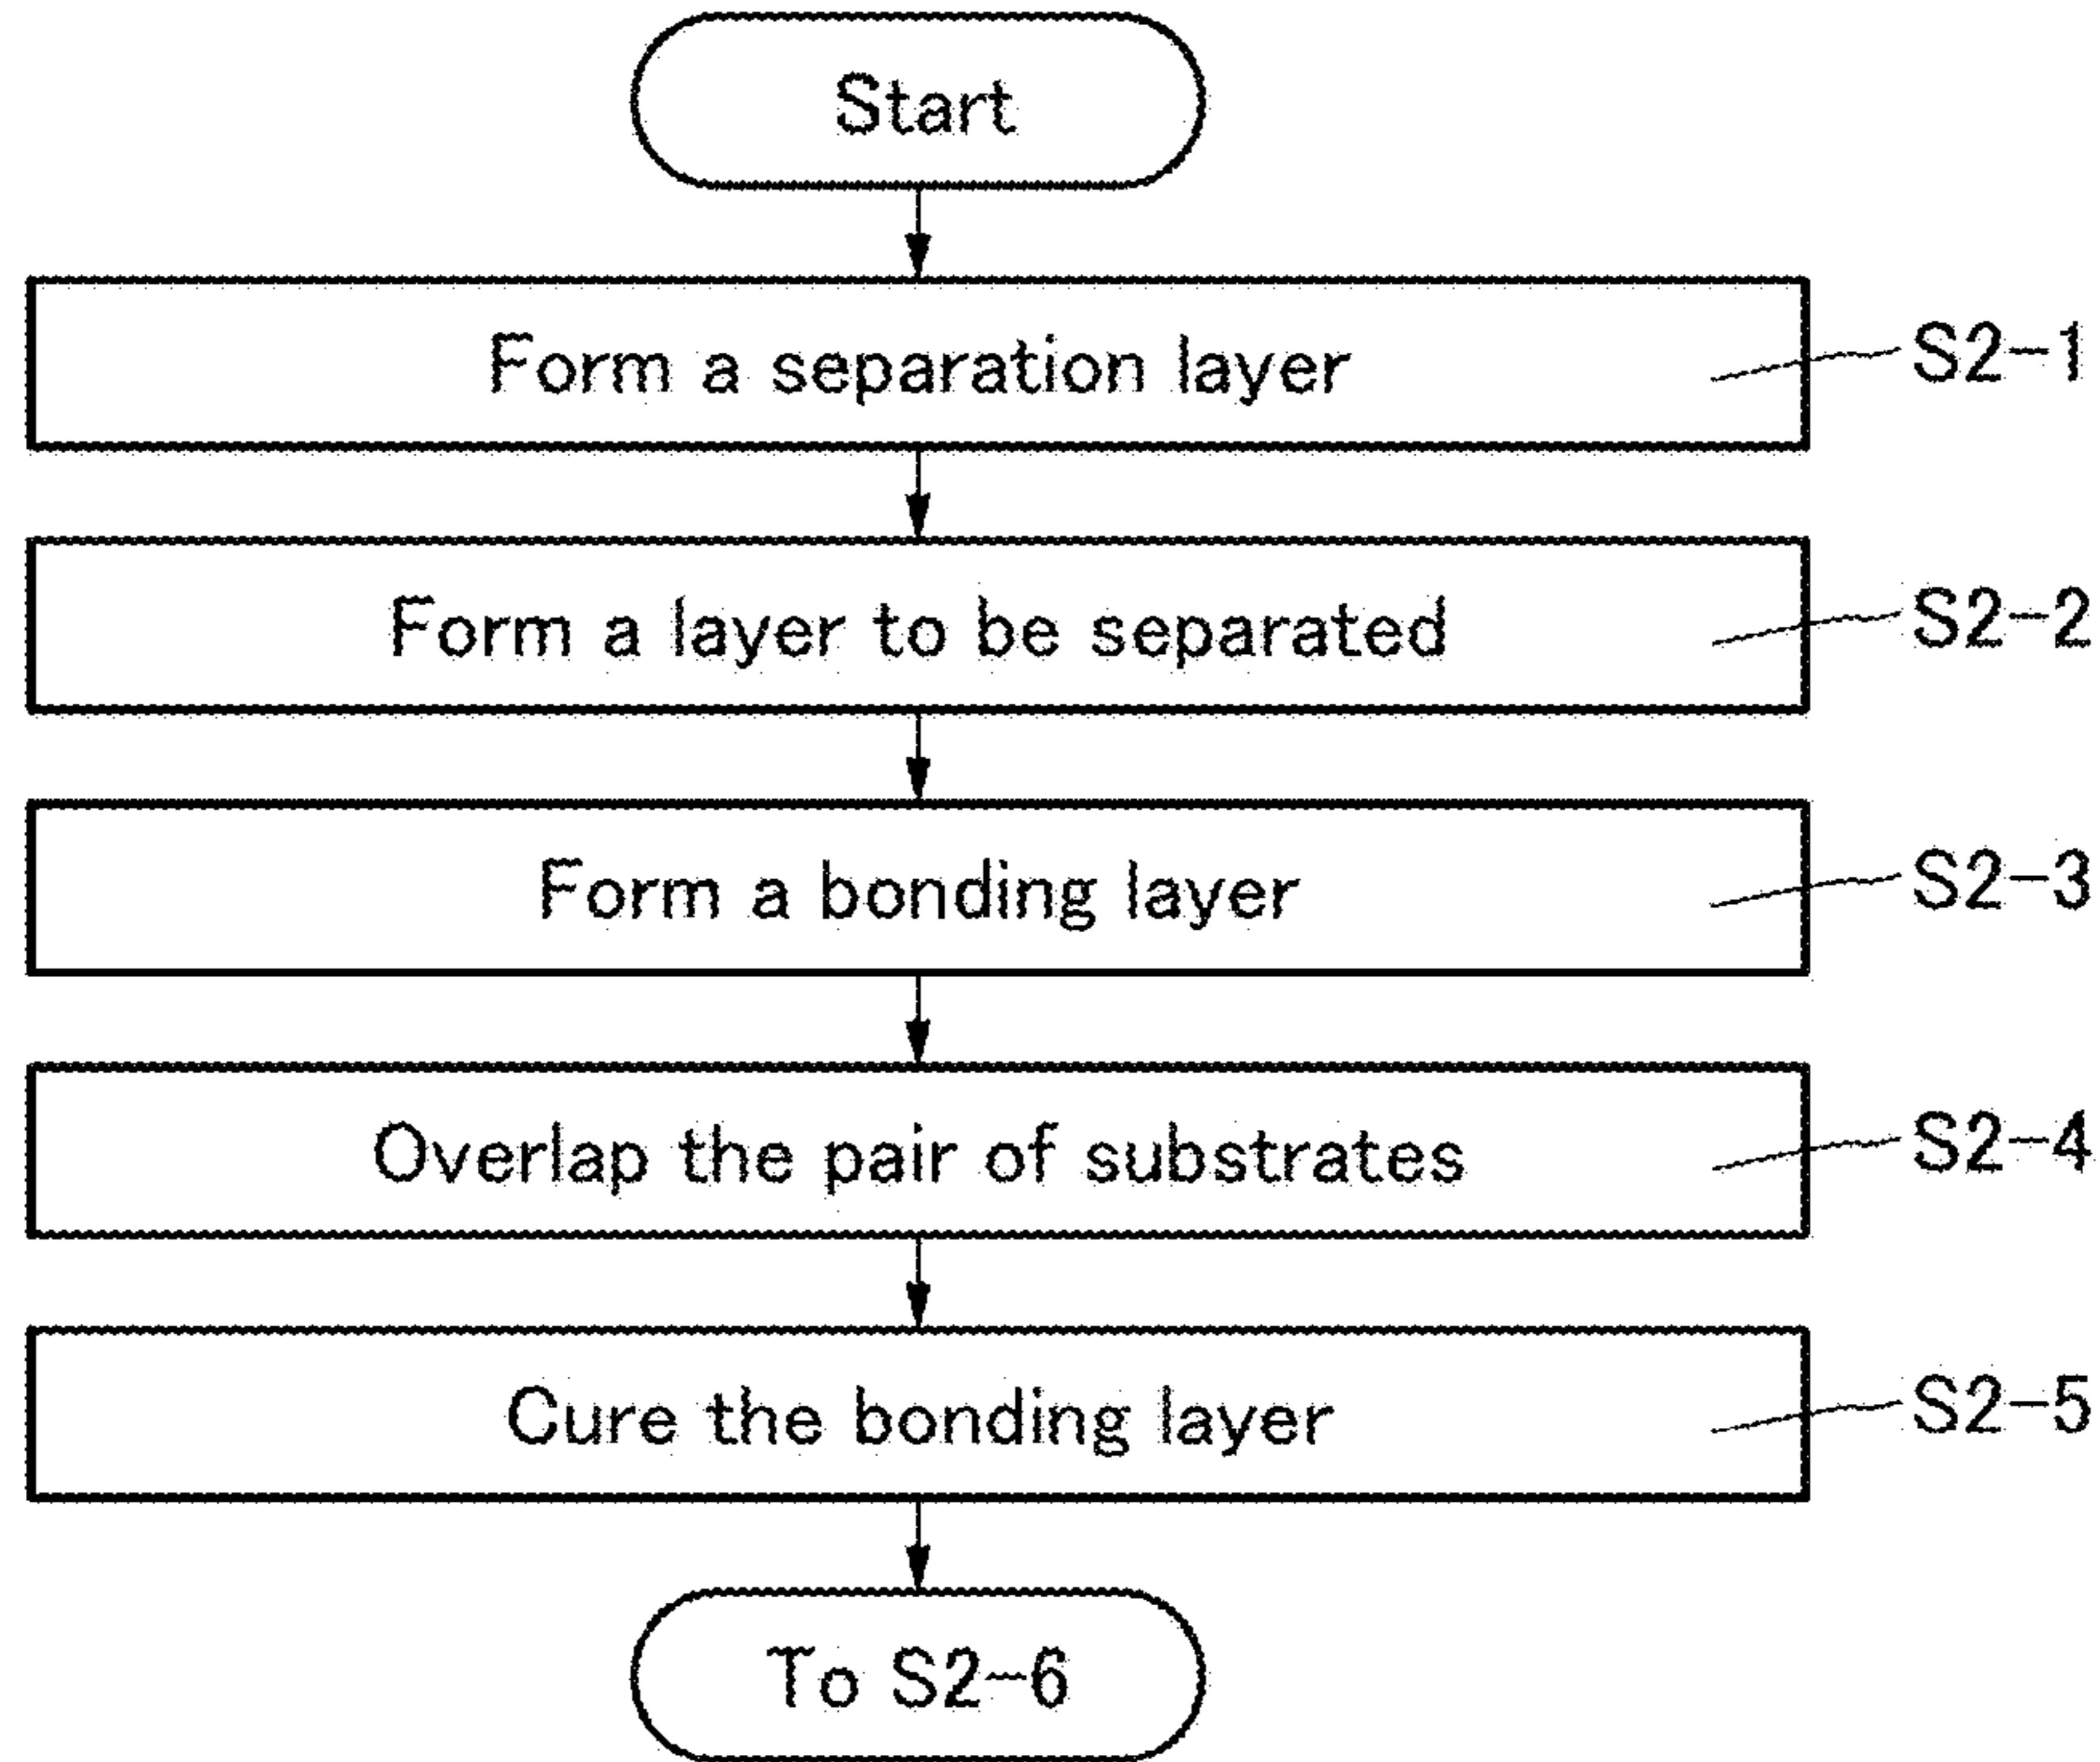 Start
Form a separation layer
S2-1
Form a layer to be separated
S2-2
Form a bonding layer
S2-3
Overlap the pair of substrates
S2-4
Cure the bonding layer
S2-5
To S2-6